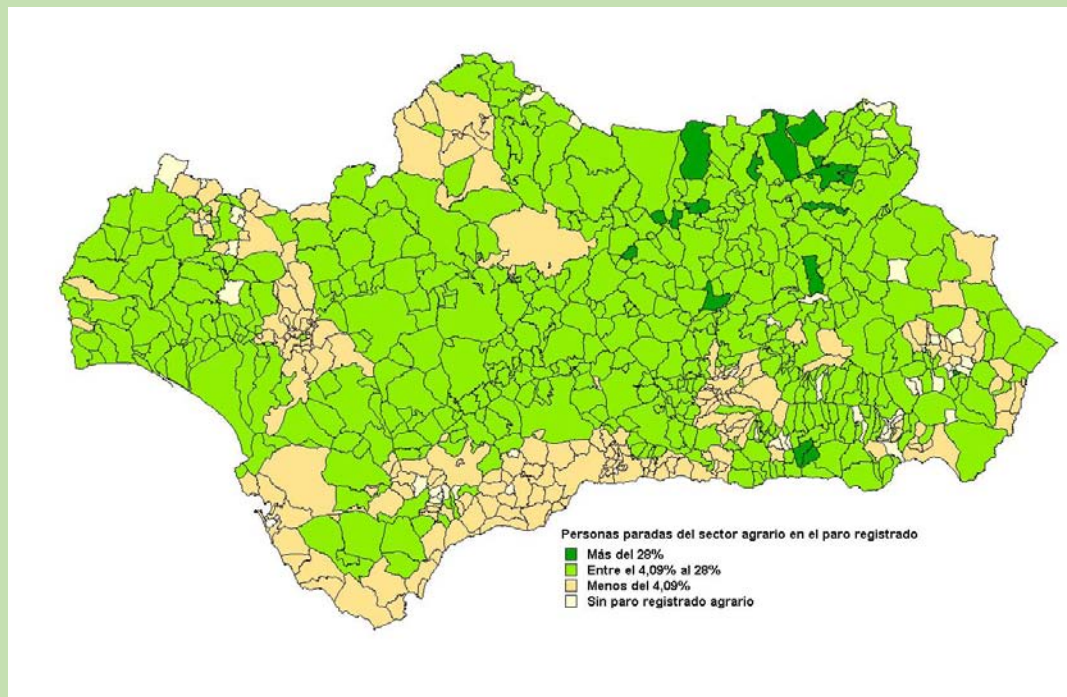 Personas paradas del sector agrario en el paro registrado
Más del 28%
Entre el 4,09% al 28%
Menos del 4,09%
Sin paro registrado agrario